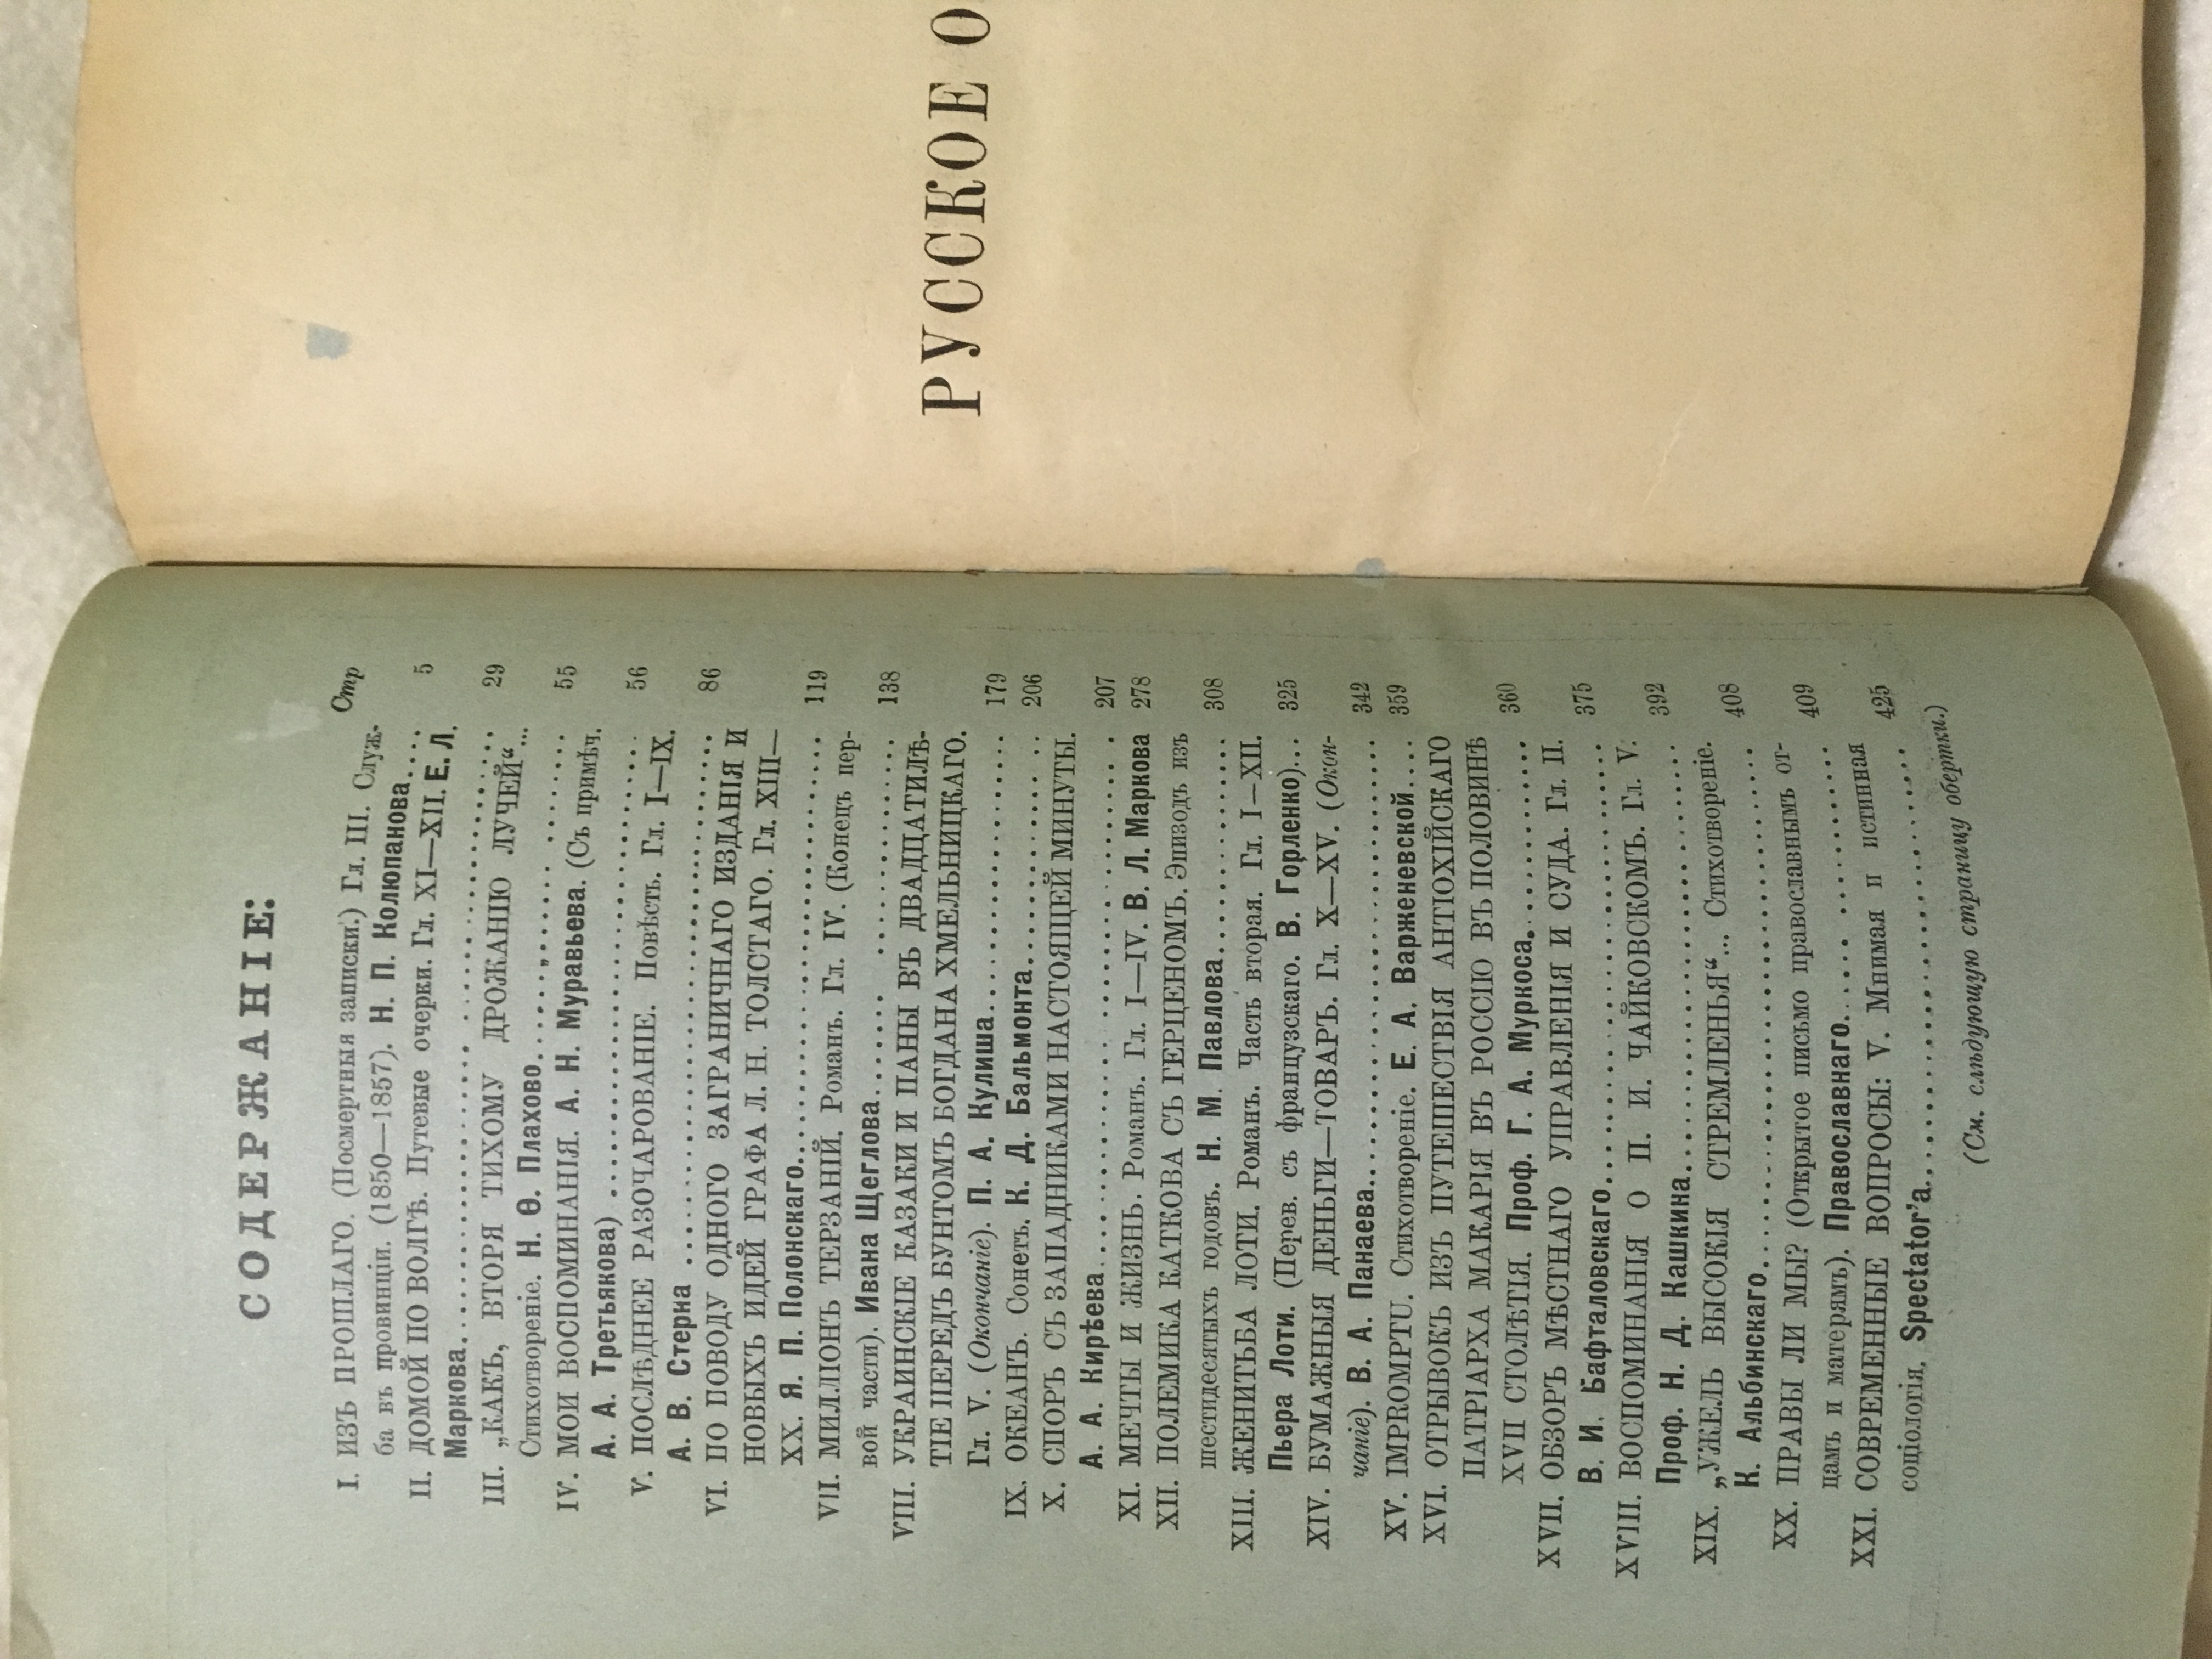 СОДЕРЖАНІЕ:
Стр
I. ИЗЪ ПРОШЛАГО. (Посмертныя записки.) Гл. III. Служ-
ба въ провинціи. (1850—1857). Н. П. Колюпанова.... 5
II. ДОМОЙ ПО ВОЛГѢ. Путевые очерки. Гл. XI—XII. Е. Л.
Маркова........................ 29
III. „КАКЪ, ВТОРЯ ТИХОМУ ДРОЖАНІЮ ЛУЧЕЙ“...
Стихотвореніе. Н. Ѳ. Плахово............ 55
IV. МОИ ВОСПОМИНАНІЯ. А. Н. Муравьева. (Съ примѣч.
А. А. Третьякова) .................... 56
V. ПОСЛѢДНЕЕ РАЗОЧАРОВАНІЕ. Повѣсть. Гл. I—IX.
А. В. Стерна ........................ 86
VI. ПО ПОВОДУ ОДНОГО ЗАГРАНИЧНАГО ИЗДАНІЯ И
НОВЫХЪ ИДЕЙ ГРАФА Л. Н. ТОЛСТАГО. Гл. XIII—
XX. Я. П. Полонскаго.................. 119
VII. МИЛЛІОНЪ ТЕРЗАНІЙ. Романъ. Гл. IV. (Конецъ пер-
вой части). Ивана Щеглова................ 138
VIII. УКРАИНСКІЕ КАЗАКИ И ПАНЫ ВЪ ДВАДЦАТИЛѢ-
ТІЕ ПЕРЕДЪ БУНТОМЪ БОГДАНА ХМЕЛЬНИЦКАГО.
Гл. V. (Окончаніе). П. А. Кулиша............ 179
IX. ОКЕАНЪ. Сонетъ. К. Д. Бальмонта.......... 206
X. СПОРЪ СЪ ЗАПАДНИКАМИ НАСТОЯЩЕЙ МИНУТЫ.
А. А. Кирѣева........................ 207
XI. МЕЧТЫ И ЖИЗНЬ. Романъ. Гл. I—IV. В. Л. Маркова 278
XII. ПОЛЕМИКА КАТКОВА СЪ ГЕРЦЕНОМЪ. Эпизодъ изъ
шестидесятыхъ годовъ. Н. М. Павлова.......... 308
XIII. ЖЕНИТЬБА ЛОТИ. Романъ. Часть вторая. Гл. I—XII.
Пьера Лоти. (Перев. съ французскаго. В. Горленко)... 325
XIV. БУМАЖНЫЯ ДЕНЬГИ—ТОВАРЪ. Гл. X—XV. (Окон-
чаніе). В. А. Панаева.................... 342
XV. IMPROMPTU. Стихотвореніе. Е. А. Варженевской.... 359
XVI. ОТРЫВОКЪ ИЗЪ ПУТЕШЕСТВІЯ АНТІОХІЙСКАГО
ПАТРІАРХА МАКАРІЯ ВЪ РОССІЮ ВЪ ПОЛОВИНѢ
XVII СТОЛѢТІЯ. Проф. Г. А. Муркоса.......... 360
XVII. ОБЗОРЪ МѢСТНАГО УПРАВЛЕНІЯ И СУДА. Гл. II.
В. И. Бафталовскаго.................... 375
XVIII. ВОСПОМИНАНІЯ О П. И. ЧАЙКОВСКОМЪ. Гл. V.
Проф. Н. Д. Кашкина.................... 392
XIX. „УЖЕЛЬ ВЫСОКІЯ СТРЕМЛЕНЬЯ“... Стихотвореніе.
К. Альбинскаго........................ 408
XX. ПРАВЫ ЛИ МЫ? (Открытое письмо православнымъ от-
цамъ и матерямъ). Православнаго............ 409
XXI. СОВРЕМЕННЫЕ ВОПРОСЫ: V. Мнимая и истинная
соціологія. Spectator’а.................... 425
(См. слѣдующую страницу обертки.)
РУССКОЕ О